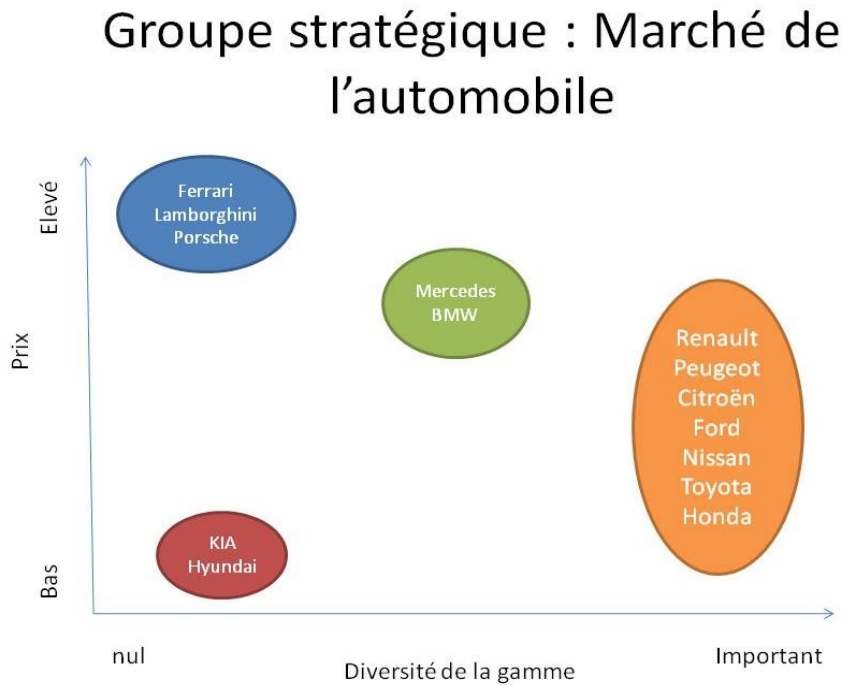 Groupe stratégique : Marché de
l’automobile
Elevé
Ferrari
Lamborghini
Porsche
Mercedes
BMW
Prix
Renault
Peugeot
Citroën
Ford
Nissan
Toyota
Honda
KIA
Hyundai
Bas
nul
Diversité de la gamme
Important